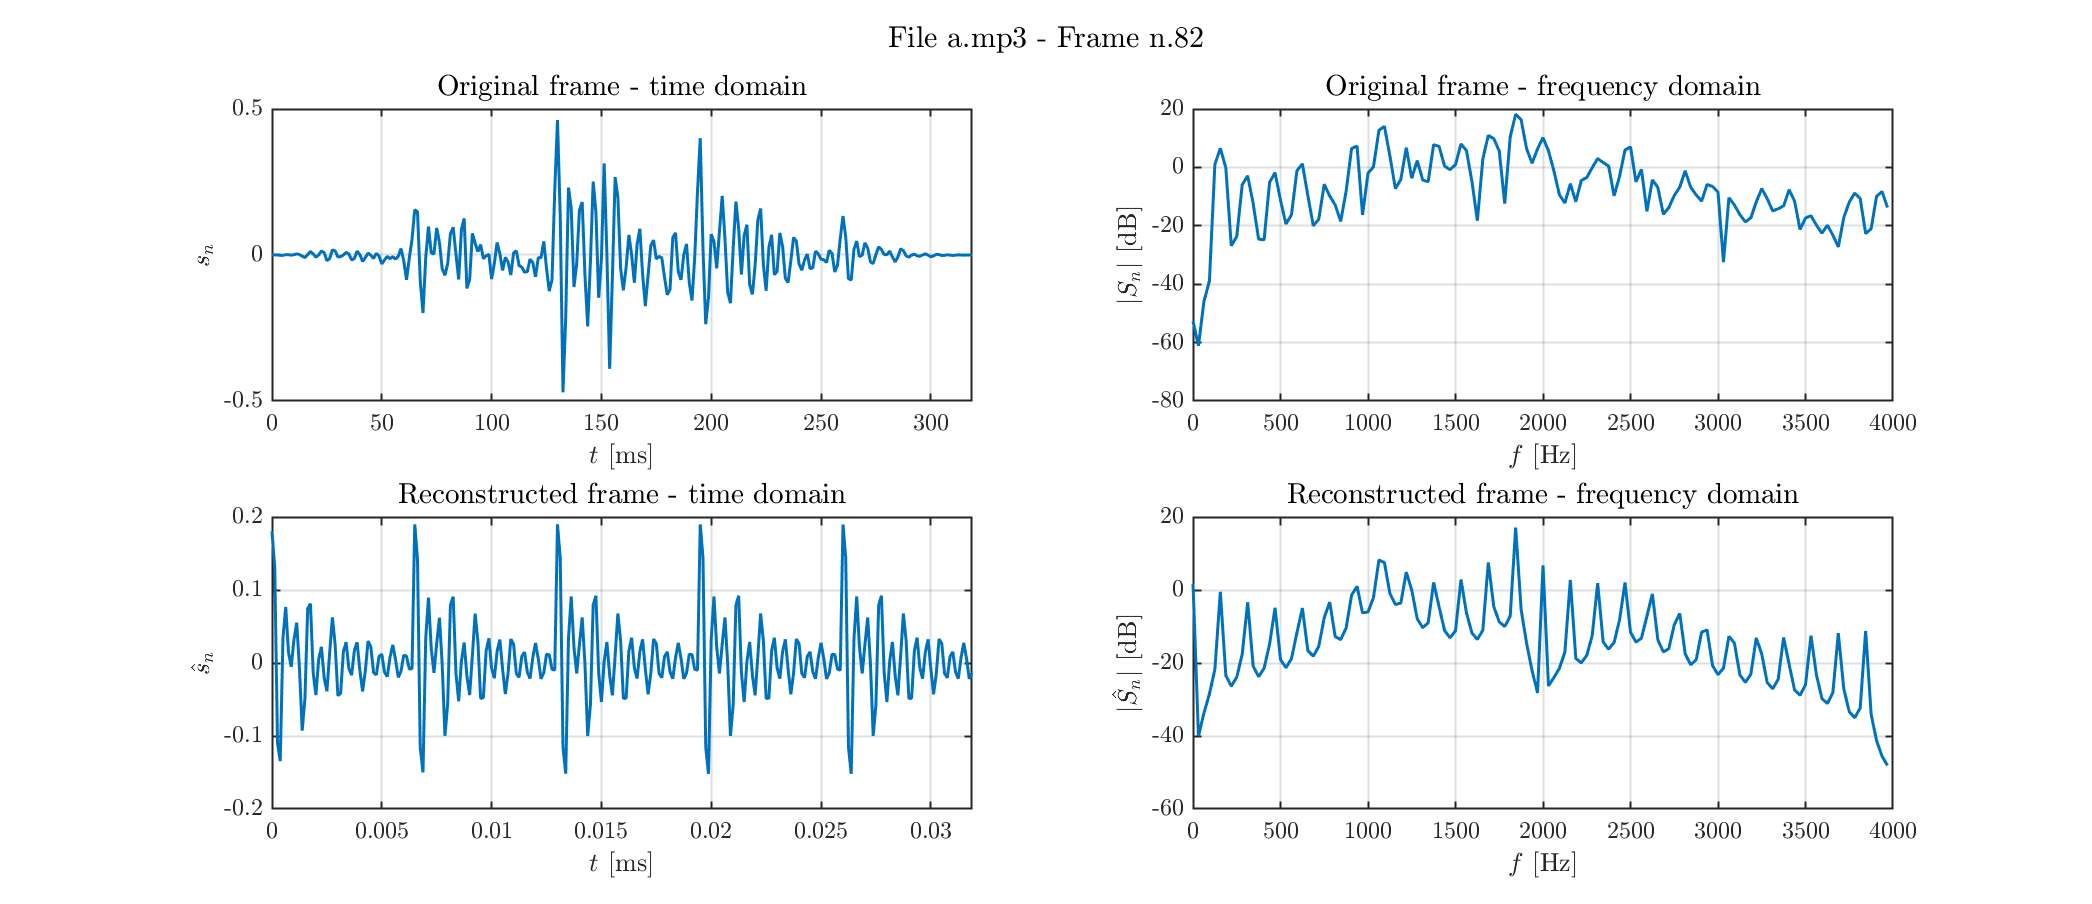 File a.mp3 - Frame n.82
Original frame - time domain
0.5
0
-0.5
s_n
0 50 100 150 200 250 300
t [ms]
Original frame - frequency domain
20
0
-20
-40
-60
-80
|S_n| [dB]
0 500 1000 1500 2000 2500 3000 3500 4000
f [Hz]
Reconstructed frame - time domain
0.2
0.1
0
-0.1
-0.2
ŝ_n
0 0.005 0.01 0.015 0.02 0.025 0.03
t [ms]
Reconstructed frame - frequency domain
20
0
-20
-40
-60
|Ŝ_n| [dB]
0 500 1000 1500 2000 2500 3000 3500 4000
f [Hz]